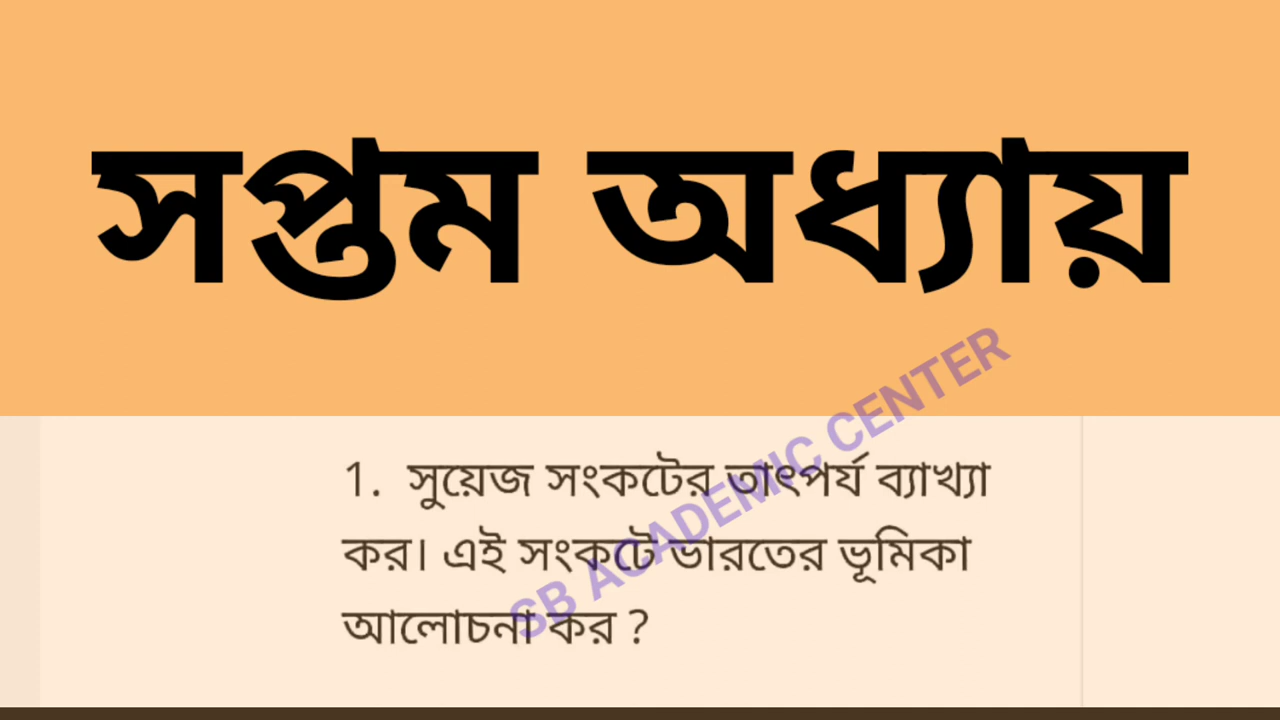 সপ্তম অধ্যায়
1. সুয়েজ সংকটের তাৎপর্য ব্যাখ্যা
কর। এই সংকটে ভারতের ভূমিকা
আলোচনা কর ?
SB ACADEMIC CENTER